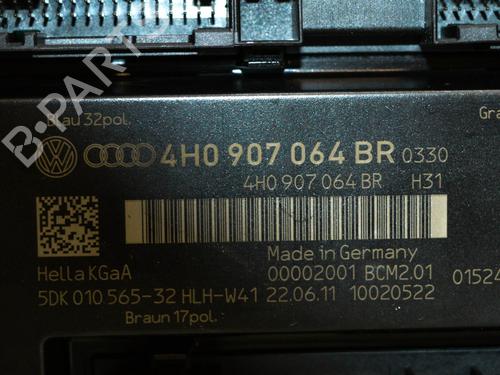 B-PARTS
Blau 32pol.
Gra
4H0 907 064 BR 0330
4H0 907 064 BR H31
Made in Germany
Hella KGaA 00002001 BCM2.01 01524
5DK 010 565-32 HLH-W41 22.06.11 10020522
Braun 17pol.